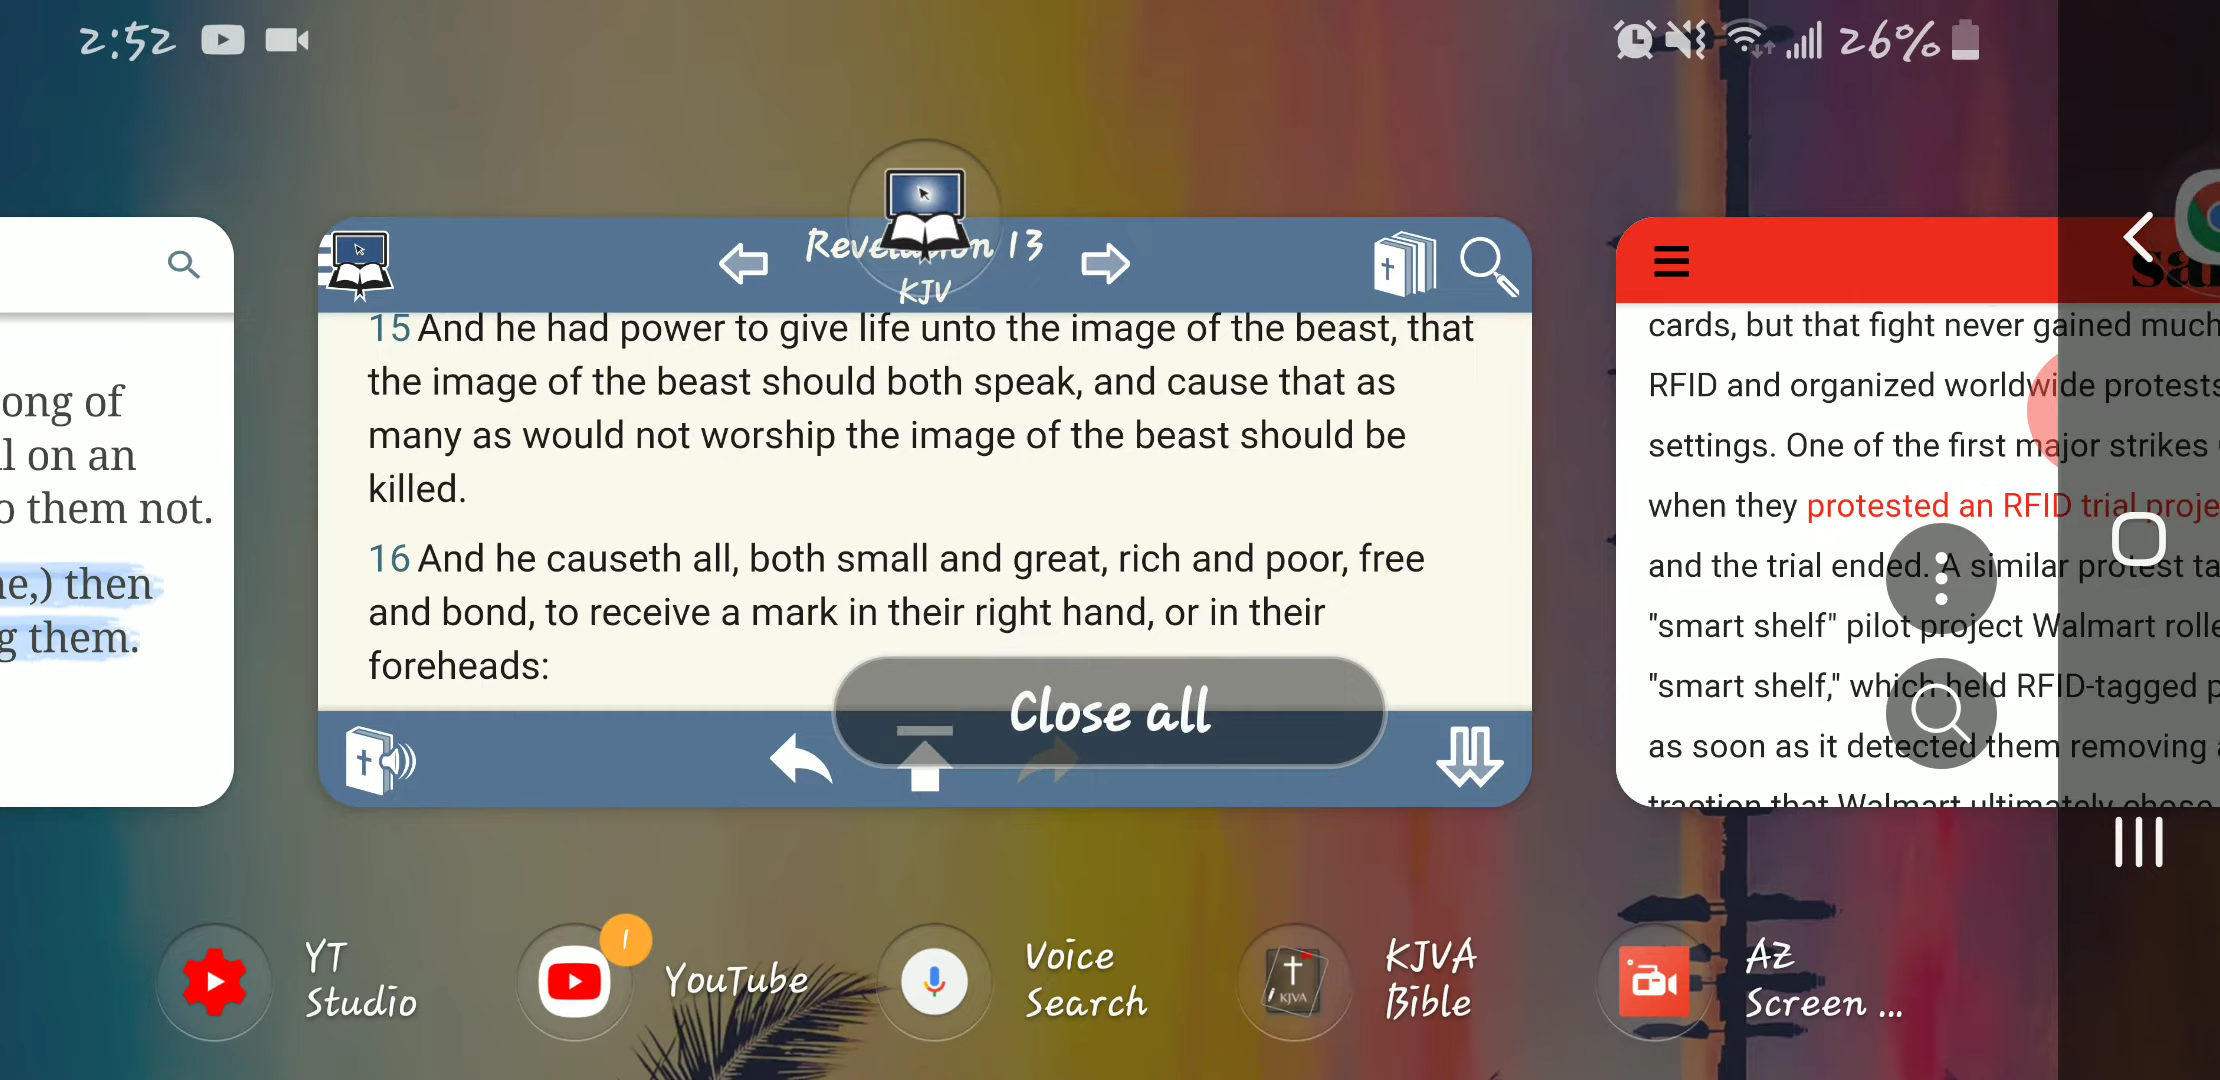 2:52
26%
ong of
l on an
o them not.
e,) then
g them.
Revelation 13
KJV
15 And he had power to give life unto the image of the beast, that
the image of the beast should both speak, and cause that as
many as would not worship the image of the beast should be
killed.
16 And he causeth all, both small and great, rich and poor, free
and bond, to receive a mark in their right hand, or in their
foreheads:
cards, but that fight never gained much
RFID and organized worldwide protests
settings. One of the first major strikes
when they protested an RFID trial proje
and the trial ended. A similar protest ta
"smart shelf" pilot project Walmart rolle
"smart shelf," which held RFID-tagged p
as soon as it detected them removing a
traction that Walmart ultimately chose
Close all
YT
Studio
1
YouTube
Voice
Search
KJVA
KJVA
Bible
AZ
Screen ...